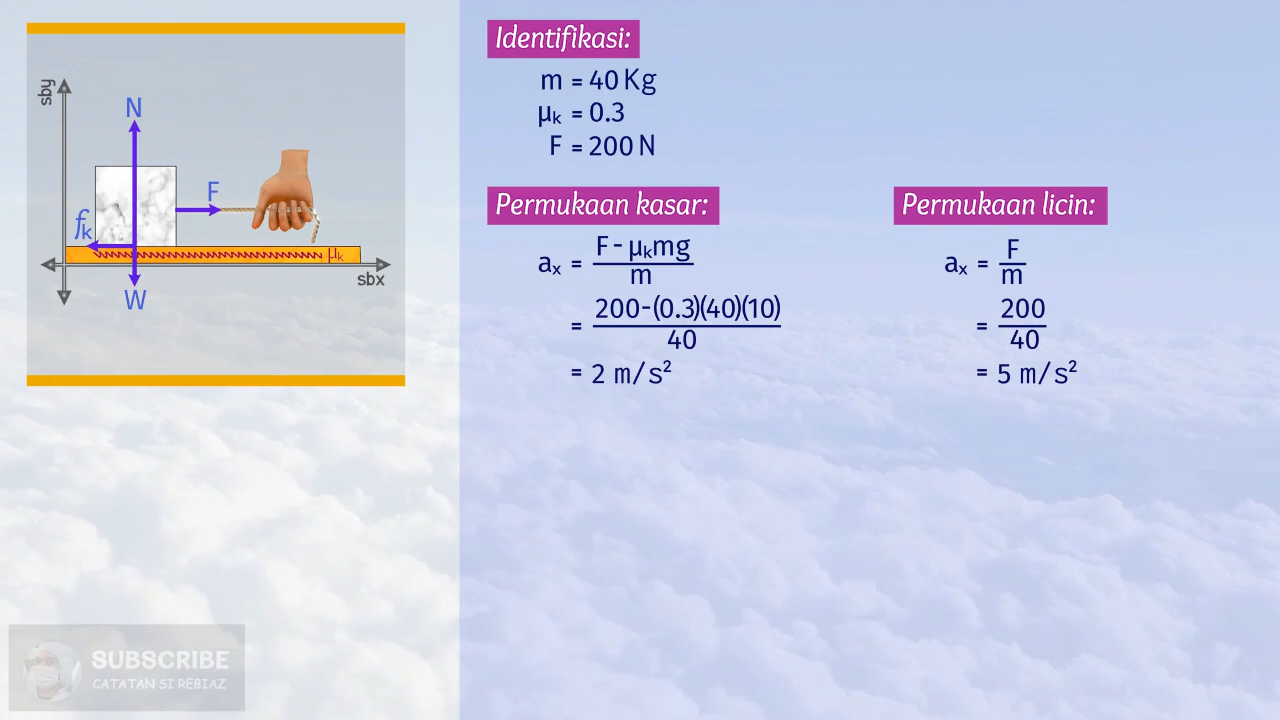 sby
N
F
fk
μk
sbx
W
Identifikasi:
m = 40 Kg
μk = 0.3
F = 200 N
Permukaan kasar:
ax = F - μkmg
m
= 200-(0.3)(40)(10)
40
= 2 m/s²
Permukaan licin:
ax = F
m
= 200
40
= 5 m/s²
SUBSCRIBE
CATATAN SI REBIAZ